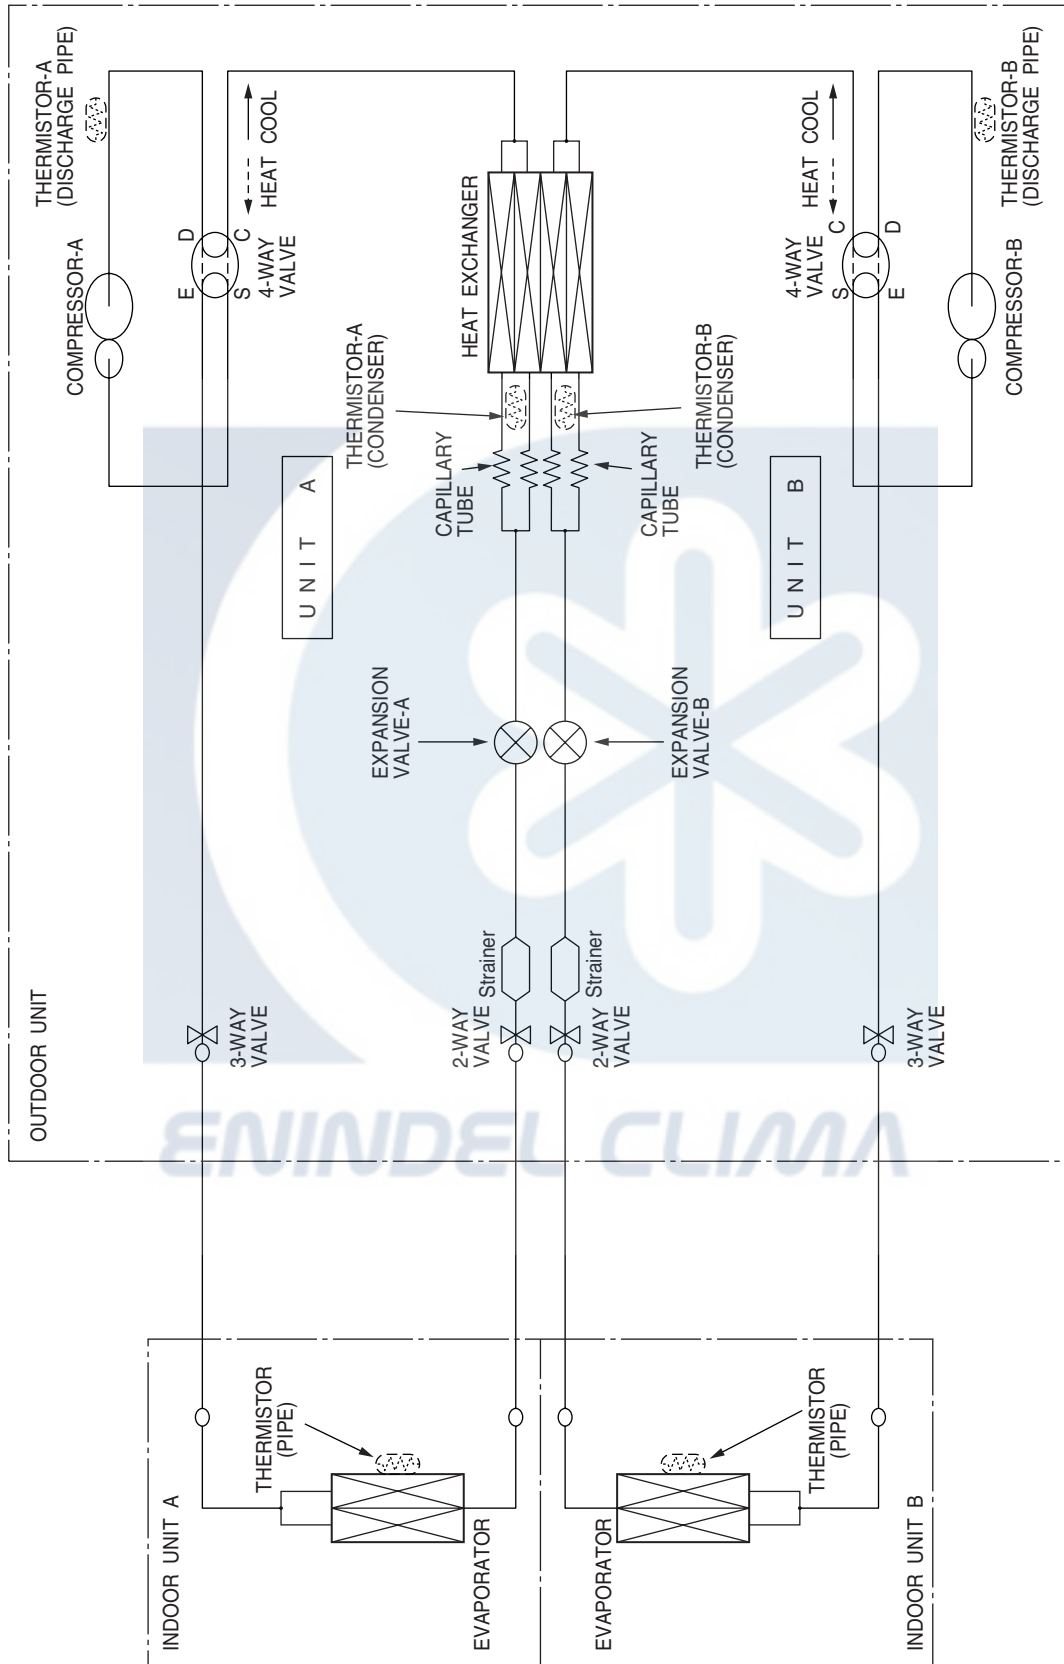 THERMISTOR-A
(DISCHARGE PIPE)
THERMISTOR-B
(DISCHARGE PIPE)
HEAT COOL
HEAT COOL
COMPRESSOR-A
E D
S C
4-WAY
VALVE
HEAT EXCHANGER
4-WAY
VALVE
S C
E D
COMPRESSOR-B
THERMISTOR-A
(CONDENSER)
THERMISTOR-B
(CONDENSER)
CAPILLARY
TUBE
CAPILLARY
TUBE
UNIT A
UNIT B
EXPANSION
VALVE-A
EXPANSION
VALVE-B
Strainer
Strainer
OUTDOOR UNIT
3-WAY
VALVE
2-WAY
VALVE
2-WAY
VALVE
3-WAY
VALVE
ENINDEL CLIMA
THERMISTOR
(PIPE)
THERMISTOR
(PIPE)
INDOOR UNIT A
EVAPORATOR
EVAPORATOR
INDOOR UNIT B